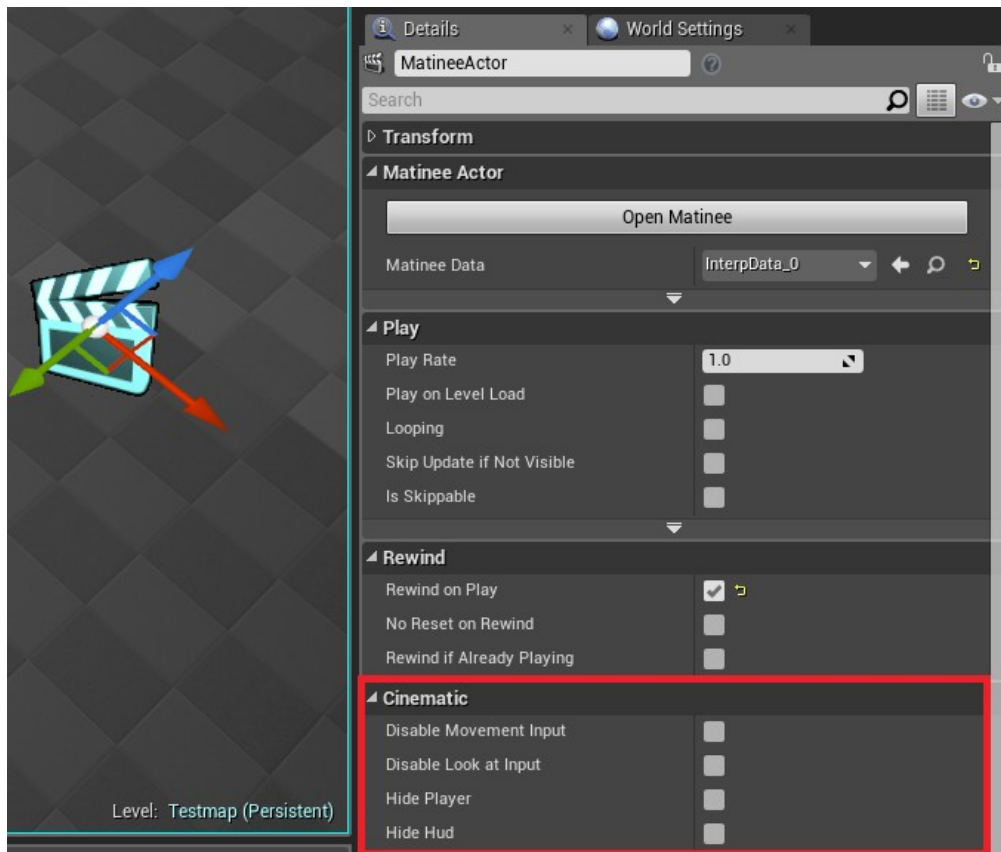 Details
World Settings
MatineeActor
Search
Transform
Matinee Actor
Open Matinee
Matinee Data InterpData_0
Play
Play Rate 1.0
Play on Level Load
Looping
Skip Update if Not Visible
Is Skippable
Rewind
Rewind on Play
No Reset on Rewind
Rewind if Already Playing
Cinematic
Disable Movement Input
Disable Look at Input
Hide Player
Hide Hud
Level: Testmap (Persistent)